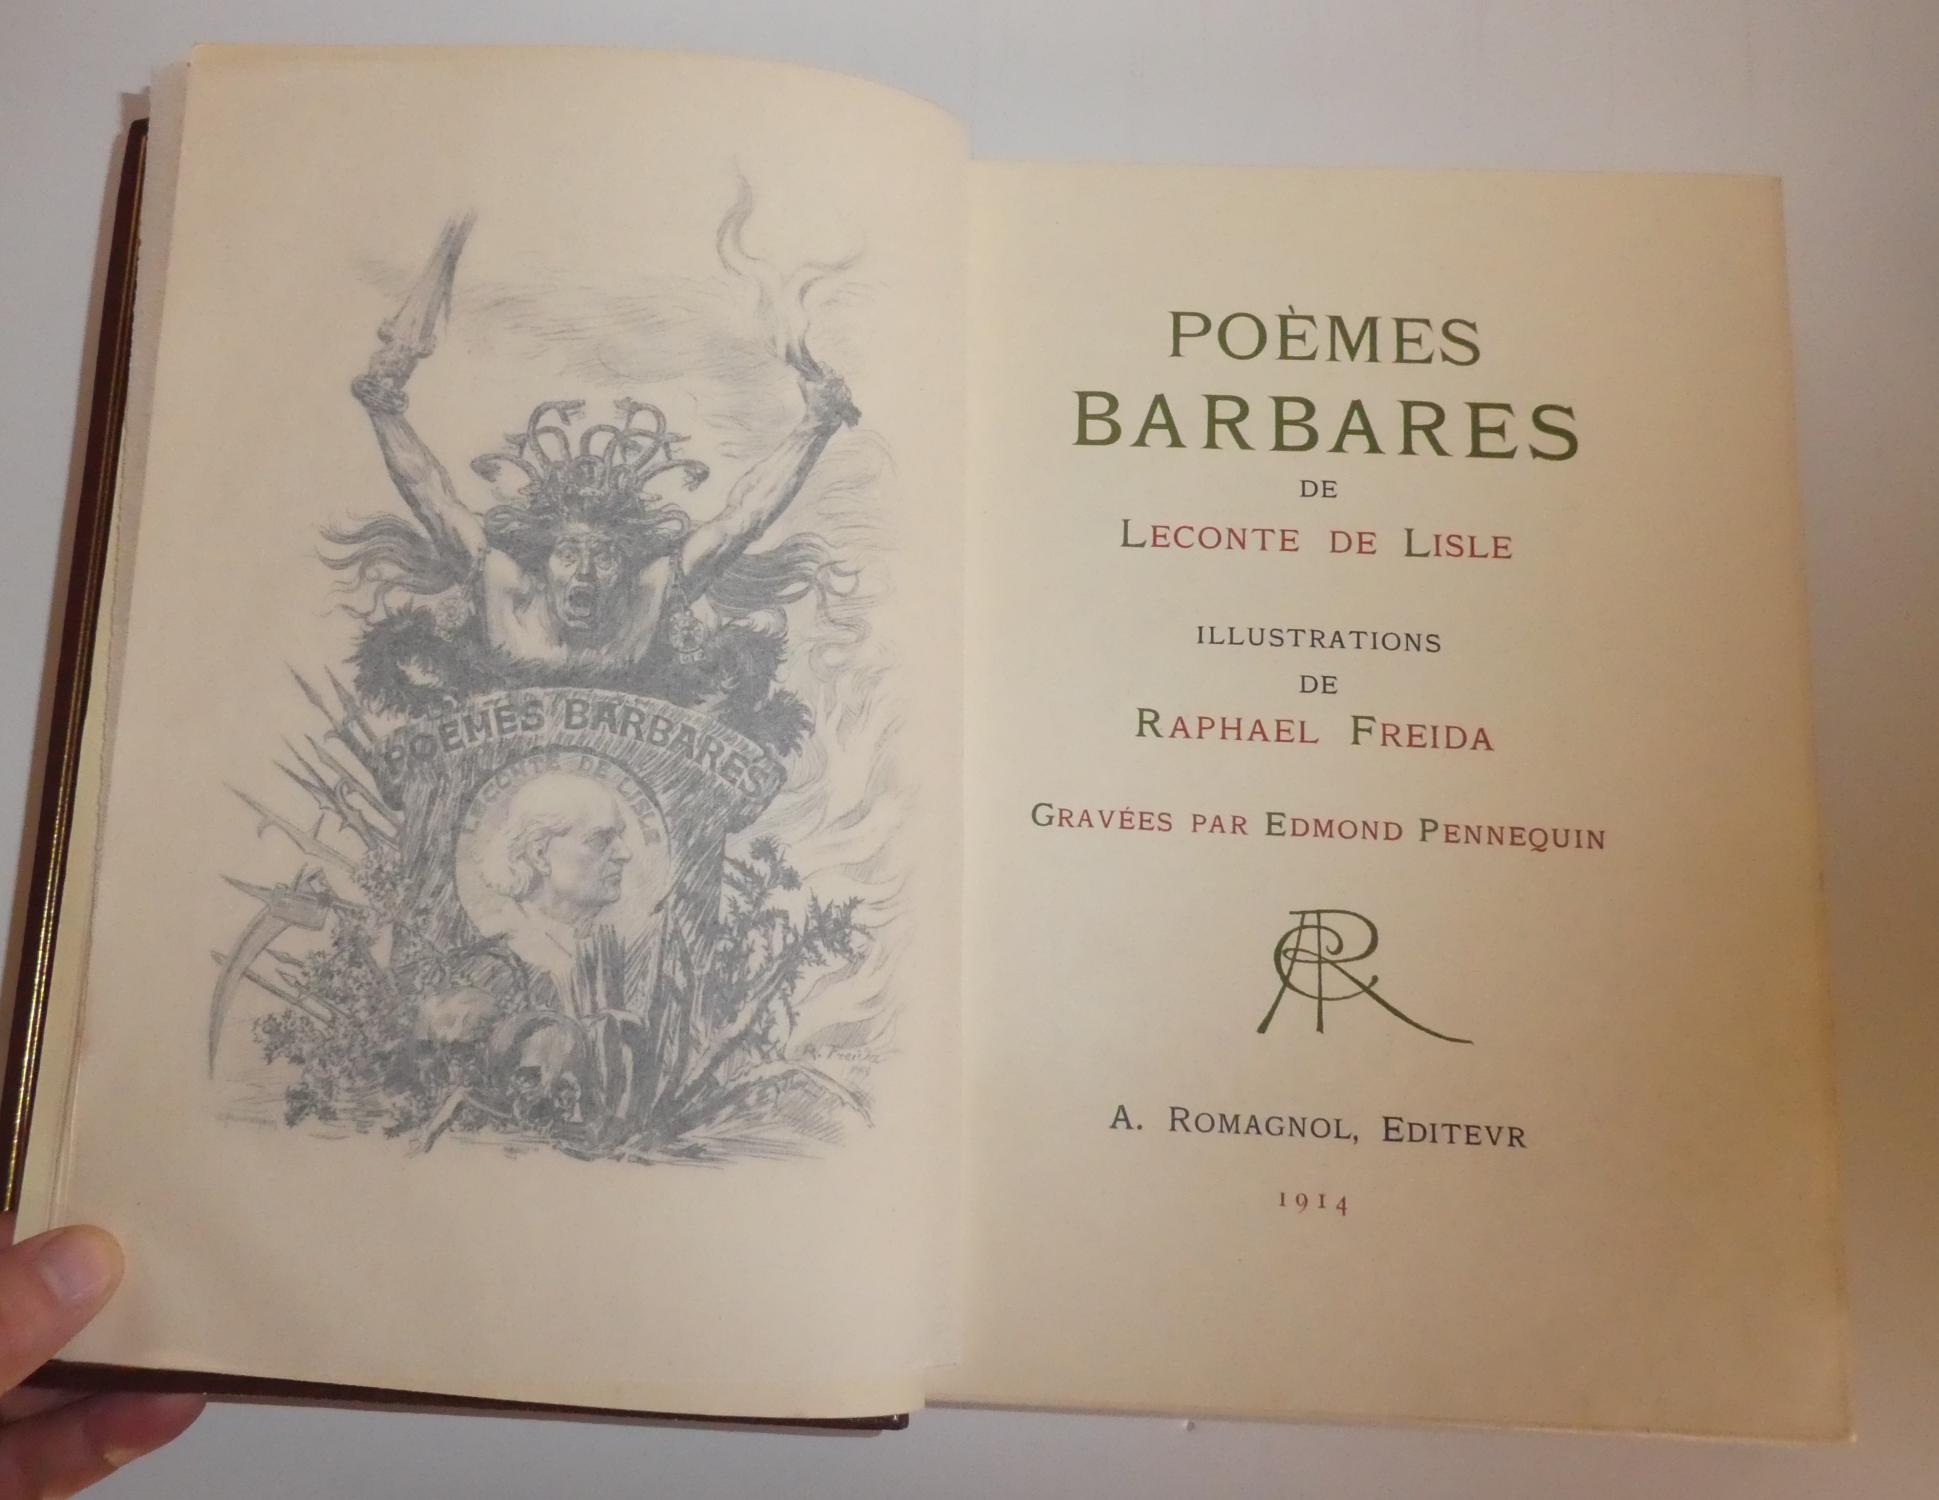 POÈMES BARBARES
LECONTE DE LISLE
R. Freida
POÈMES
BARBARES
DE
LECONTE DE LISLE
ILLUSTRATIONS
DE
RAPHAEL FREIDA
GRAVÉES PAR EDMOND PENNEQUIN
A. ROMAGNOL, EDITEVR
1914